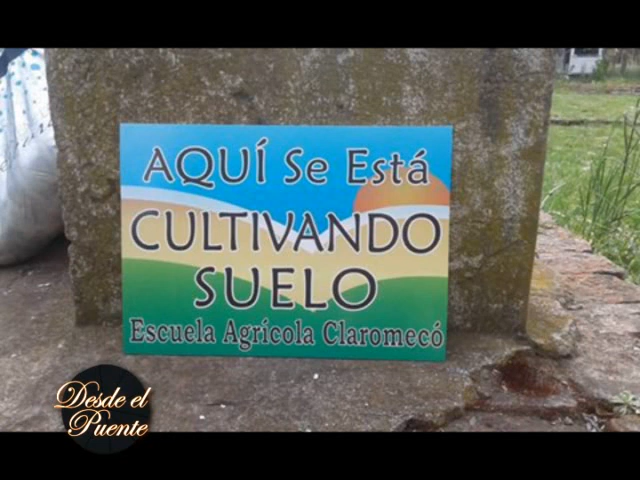 AQUÍ Se Está
CULTIVANDO
SUELO
Escuela Agrícola Claromecó
Desde el
Puente